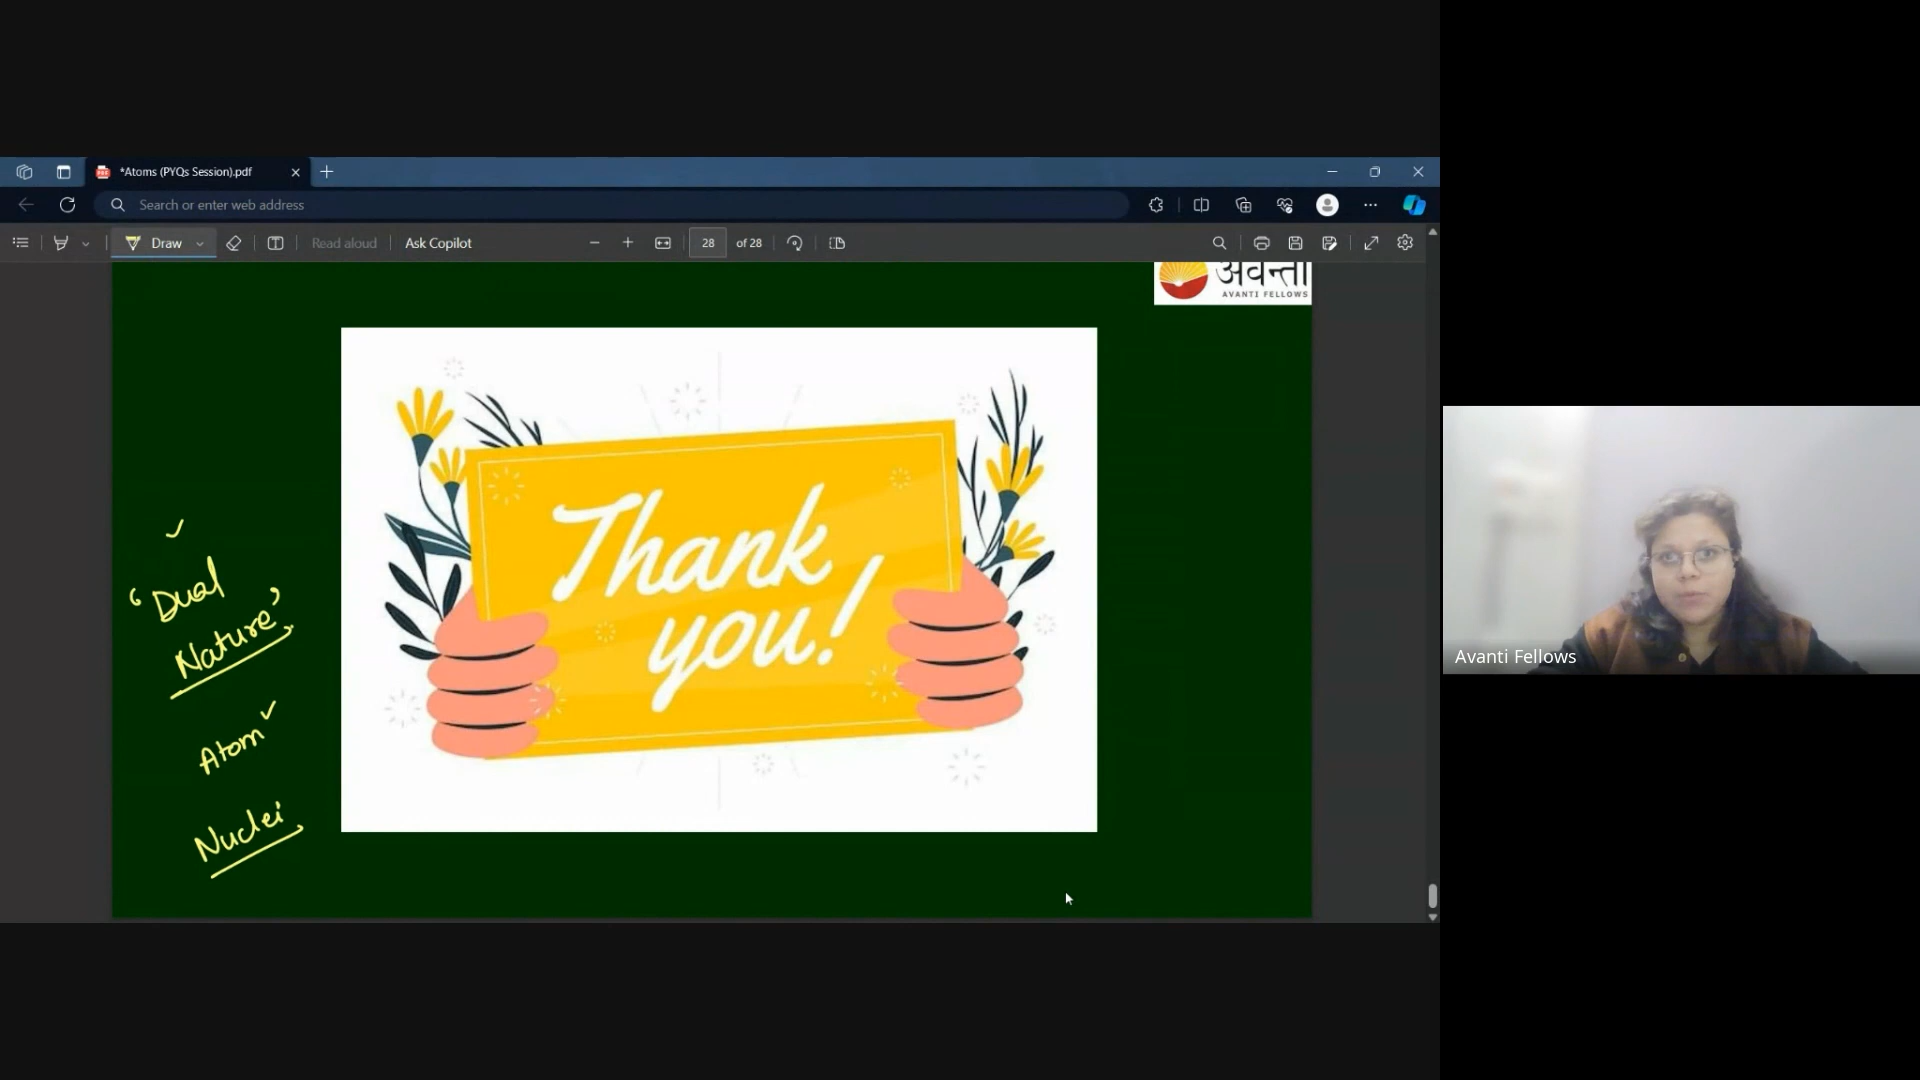 *Atoms (PYQs Session).pdf
Search or enter web address
Draw
Read aloud
Ask Copilot
28 of 28
अवन्ती
AVANTI FELLOWS
Thank
you!
‘Dual
Nature’
Atom
Nuclei
Avanti Fellows